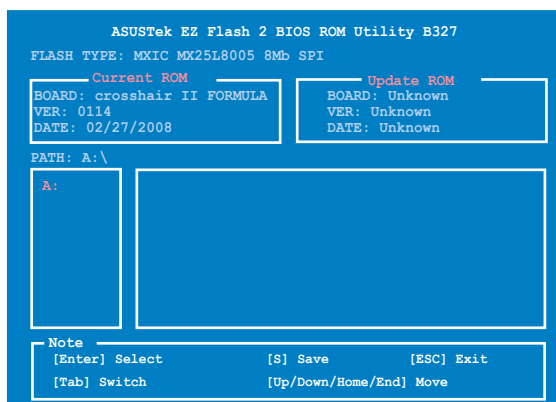 ASUSTek EZ Flash 2 BIOS ROM Utility B327
FLASH TYPE: MXIC MX25L8005 8Mb SPI
Current ROM
BOARD: crosshair II FORMULA
VER: 0114
DATE: 02/27/2008
Update ROM
BOARD: Unknown
VER: Unknown
DATE: Unknown
PATH: A:\
A:
Note
[Enter] Select [S] Save [ESC] Exit
[Tab] Switch [Up/Down/Home/End] Move